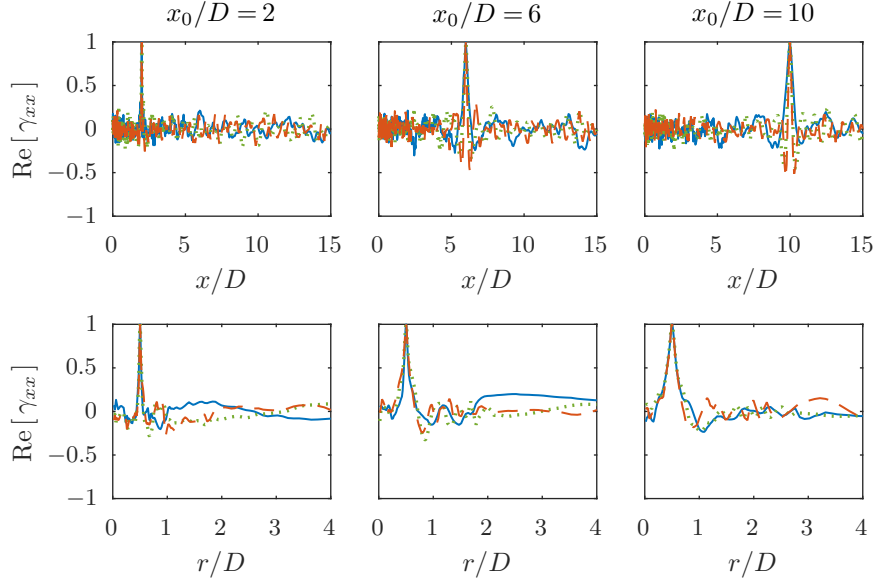 x₀/D = 2
x₀/D = 6
x₀/D = 10
Re[γₓₓ]
1
0.5
0
−0.5
−1
0 5 10 15
0 5 10 15
0 5 10 15
x/D
x/D
x/D
Re[γₓₓ]
1
0.5
0
−0.5
−1
0 1 2 3 4
0 1 2 3 4
0 1 2 3 4
r/D
r/D
r/D